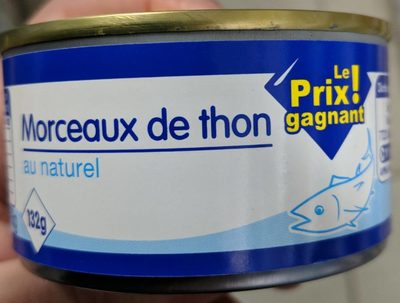 Le
Prix!
gagnant
Morceaux de thon
au naturel
132g